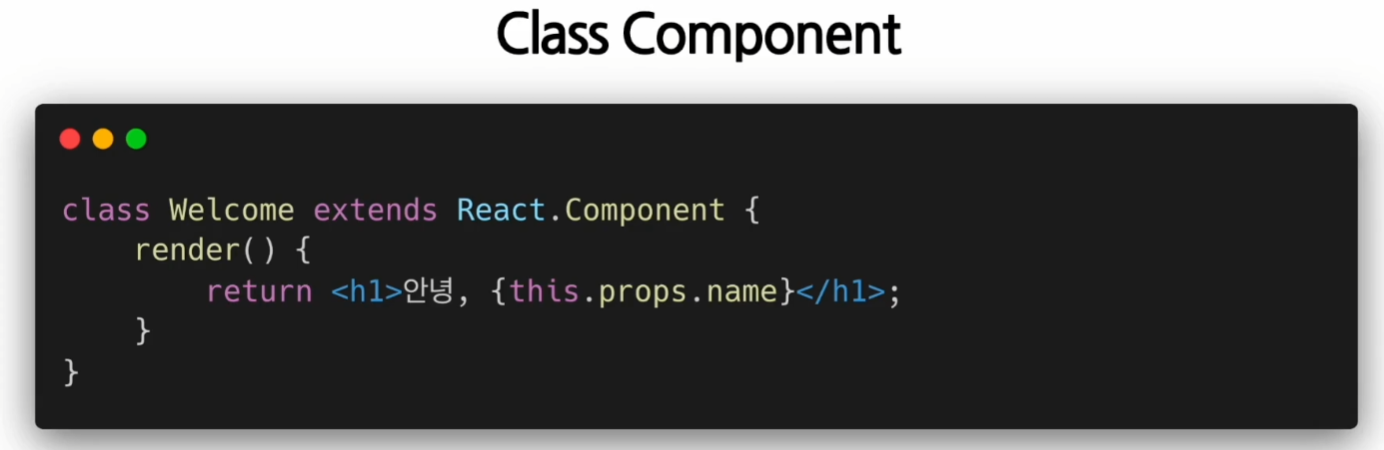 Class Component
class Welcome extends React.Component {
    render() {
        return <h1>안녕, {this.props.name}</h1>;
    }
}